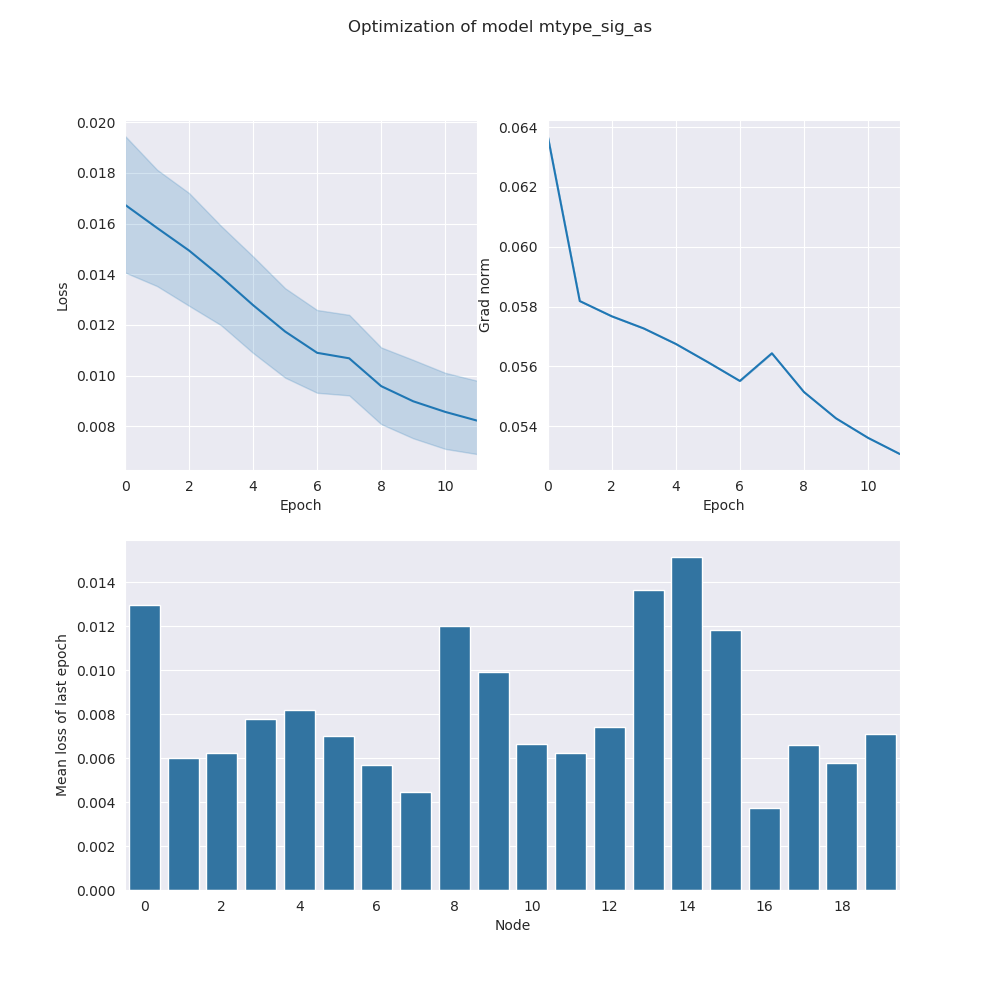 Optimization of model mtype_sig_as
0.020
0.018
0.016
0.014
0.012
0.010
0.008
Loss
0 2 4 6 8 10
Epoch
0.064
0.062
0.060
0.058
0.056
0.054
Grad norm
0 2 4 6 8 10
Epoch
0.014
0.012
0.010
0.008
0.006
0.004
0.002
0.000
Mean loss of last epoch
0 2 4 6 8 10 12 14 16 18
Node